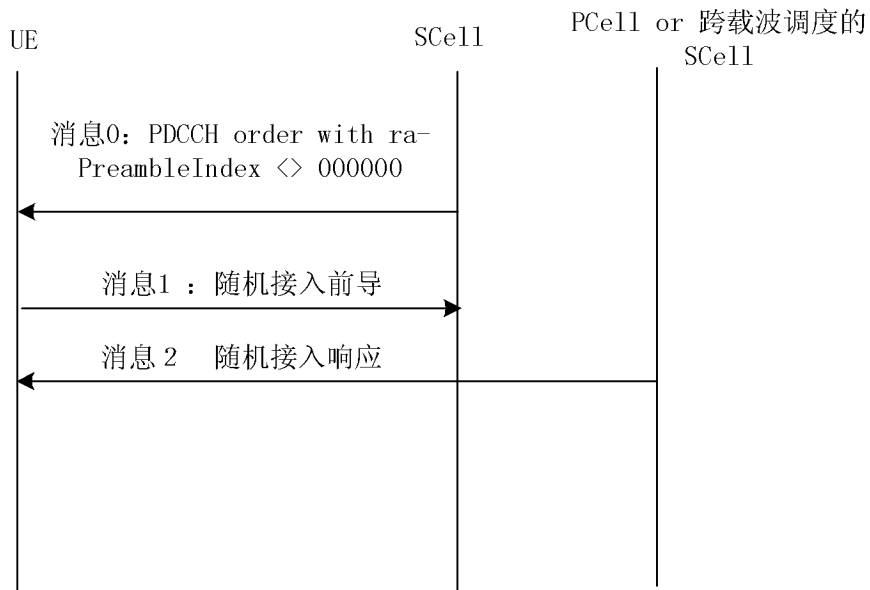 UE
SCell
PCell or 跨载波调度的
SCell
消息0: PDCCH order with ra-
PreambleIndex <> 000000
消息1 : 随机接入前导
消息 2 随机接入响应